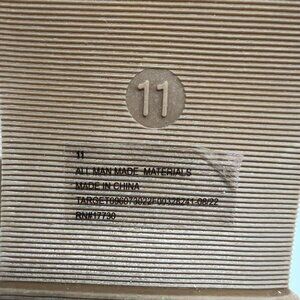 11
11
ALL MAN MADE MATERIALS
MADE IN CHINA
RN#17730